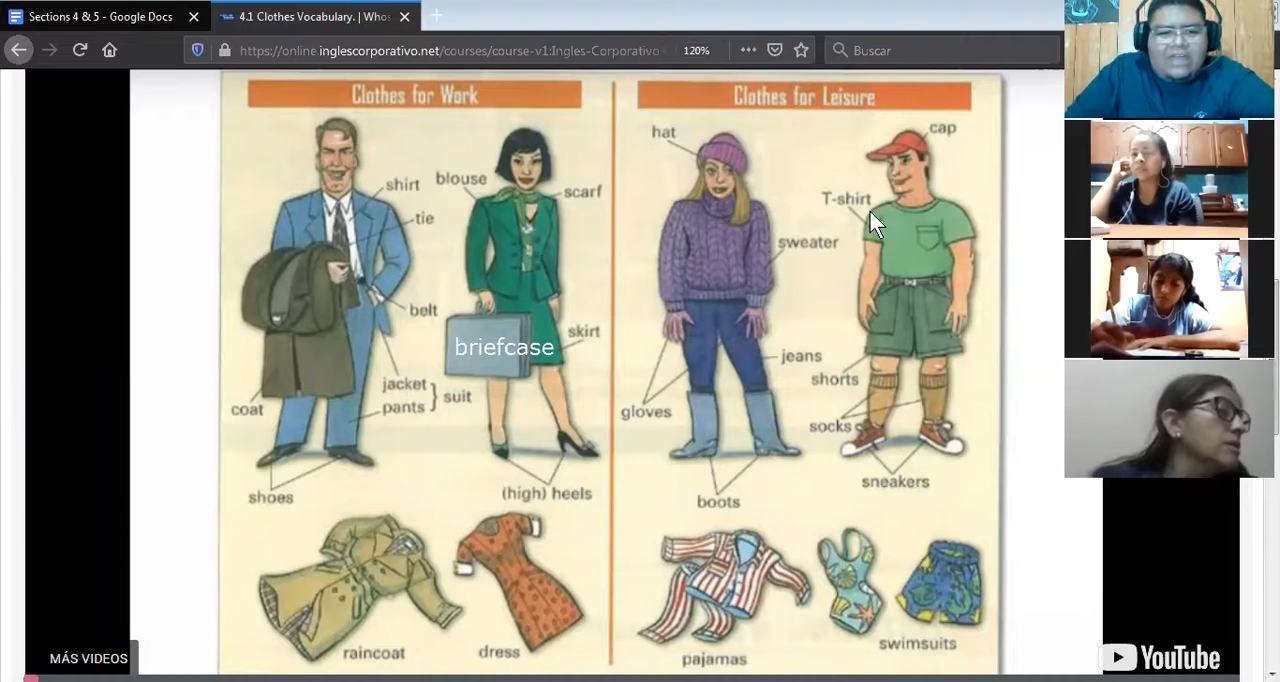 Sections 4 & 5 - Google Docs
4.1 Clothes Vocabulary. | Whos
https://online.inglescorporativo.net/courses/course-v1:Ingles-Corporativo
120%
Buscar
Clothes for Work
shirt
tie
belt
jacket
pants
suit
coat
shoes
blouse
scarf
briefcase
skirt
(high) heels
raincoat
dress
Clothes for Leisure
hat
sweater
jeans
gloves
boots
cap
T-shirt
shorts
socks
sneakers
pajamas
swimsuits
MÁS VIDEOS
YouTube